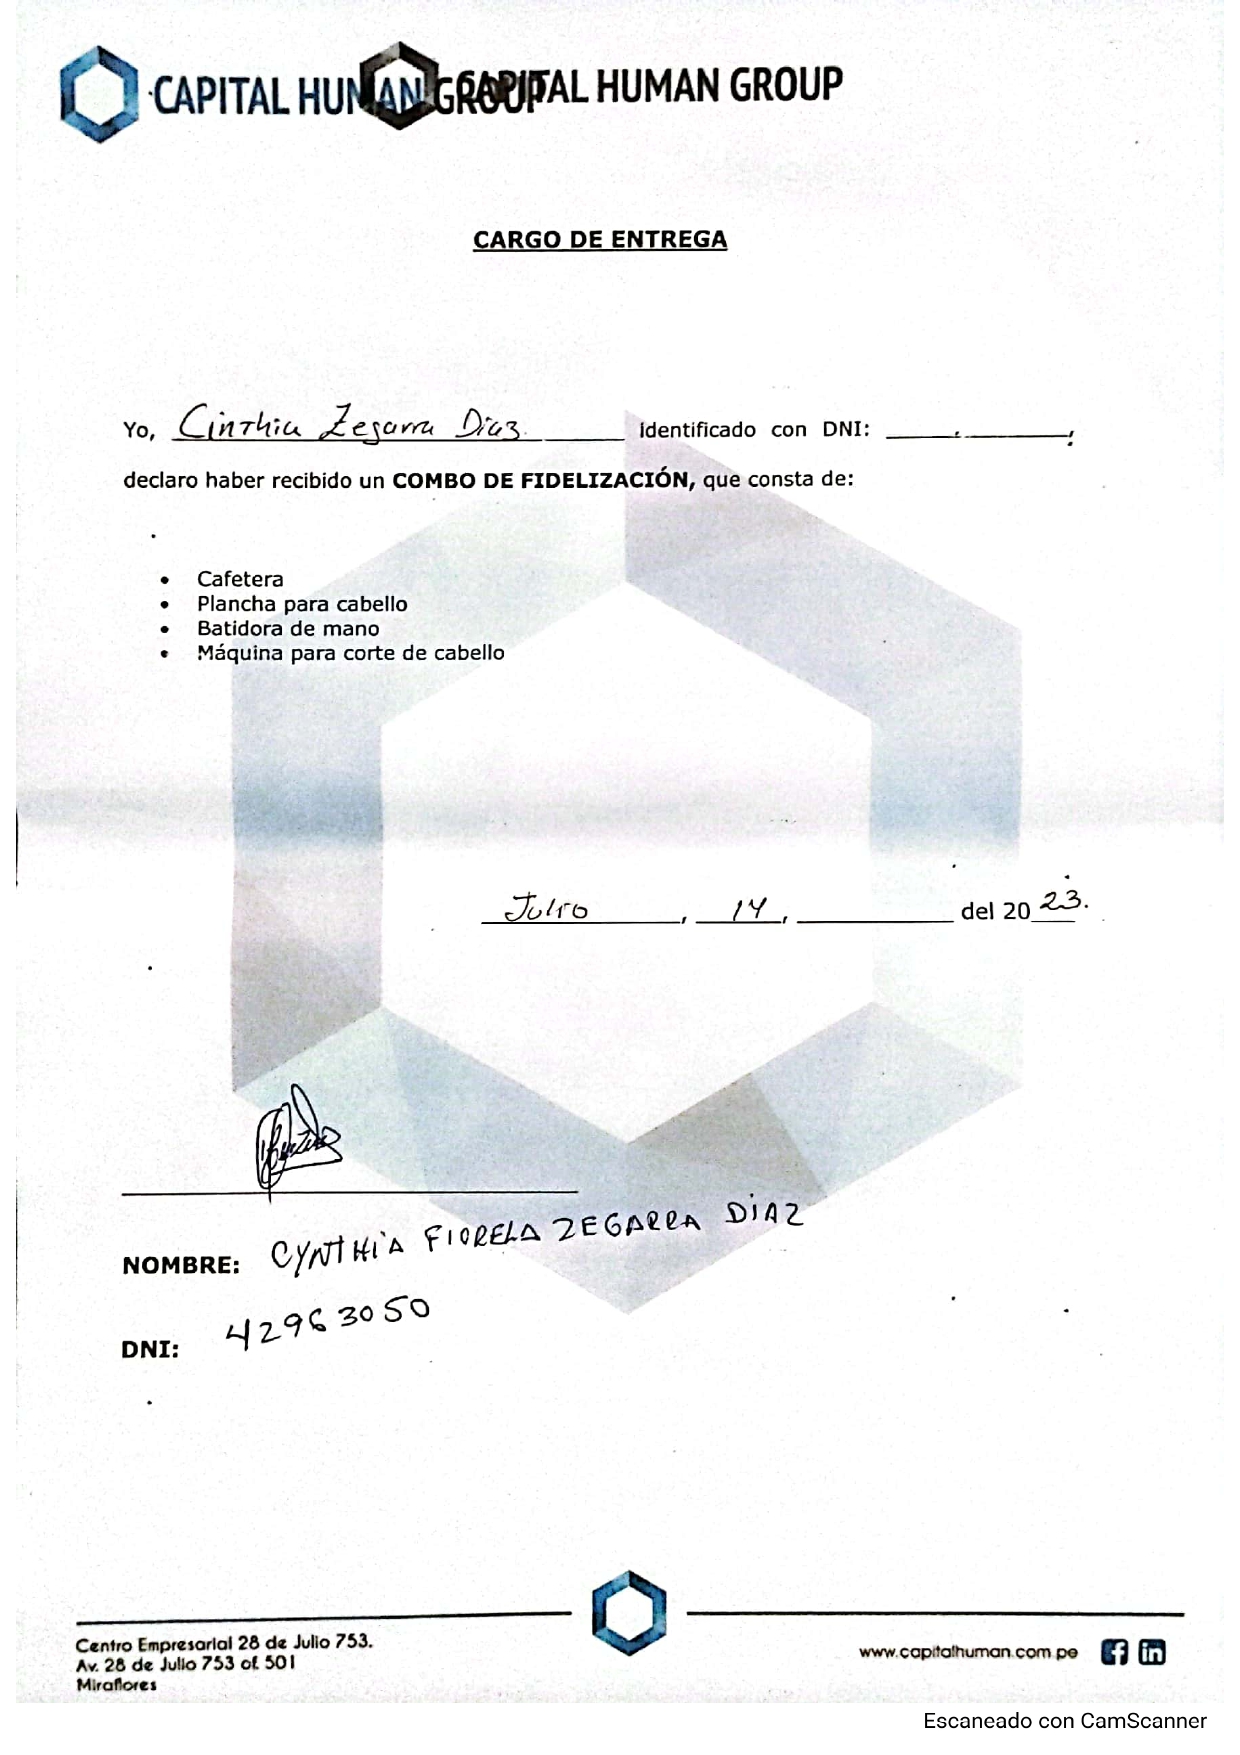 CAPITAL HUMAN GROUP CAPITAL HUMAN GROUP
CARGO DE ENTREGA
Yo, Cinthia Zegarra Diaz identificado con DNI: ________,
declaro haber recibido un COMBO DE FIDELIZACIÓN, que consta de:
• Cafetera
• Plancha para cabello
• Batidora de mano
• Máquina para corte de cabello
Julio, 14, ________ del 2023.
NOMBRE: CYNTHIA FIORELA ZEGARRA DIAZ
DNI: 42963050
Centro Empresarial 28 de Julio 753.
Av. 28 de Julio 753 of. 501
Miraflores
www.capitalhuman.com.pe
Escaneado con CamScanner